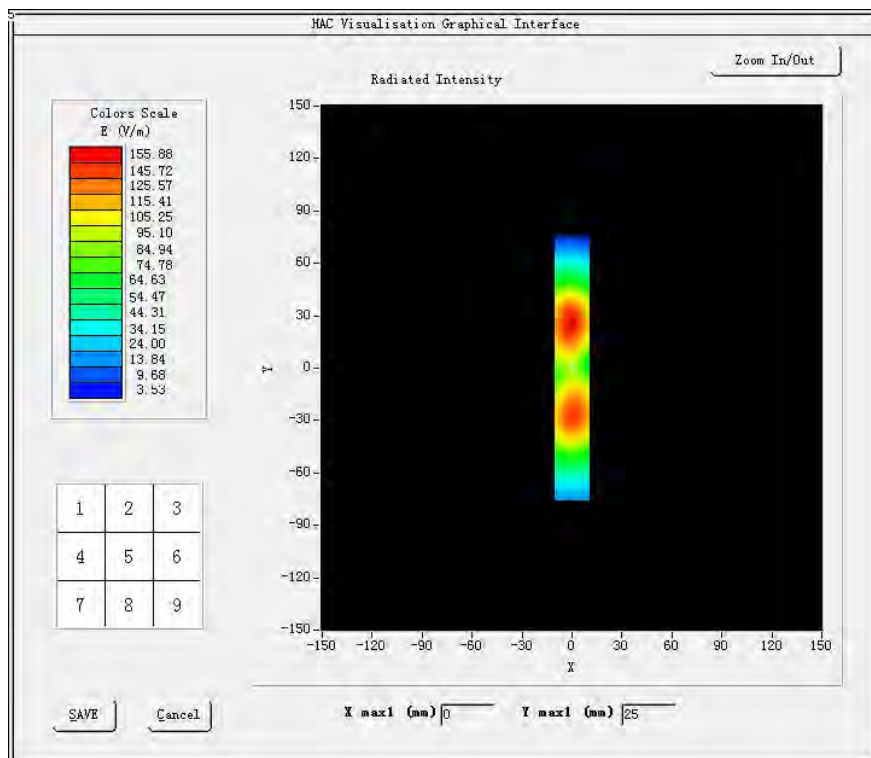 5
HAC Visualisation Graphical Interface
Zoom In/Out
Radiated Intensity
Colors Scale
E (V/m)
155.88
145.72
125.57
115.41
105.25
95.10
84.94
74.78
64.63
54.47
44.31
34.15
24.00
13.84
9.68
3.53
150
120
90
60
30
0
-30
-60
-90
-120
-150
Y
-150 -120 -90 -60 -30 0 30 60 90 120 150
X
1 2 3
4 5 6
7 8 9
SAVE Cancel X max1 (mm) 0 Y max1 (mm) 25